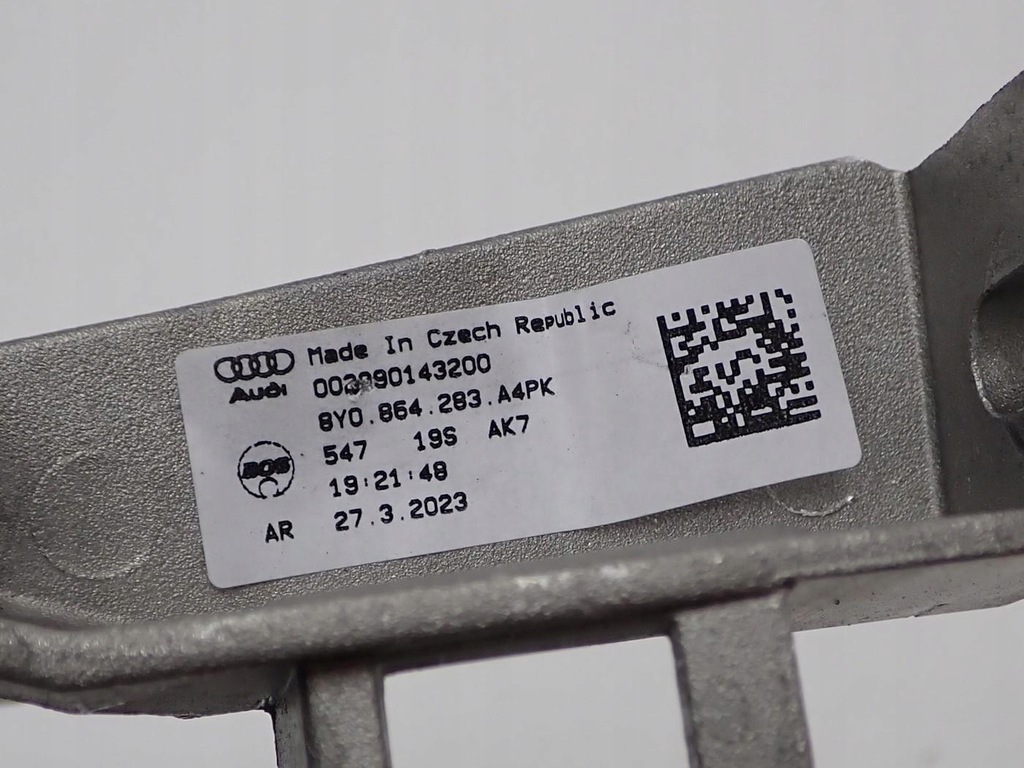 Made In Czech Republic
Audi
8Y0.864.283.A4PK
BOS
547 19S AK7
19:21:48
AR 27.3.2023